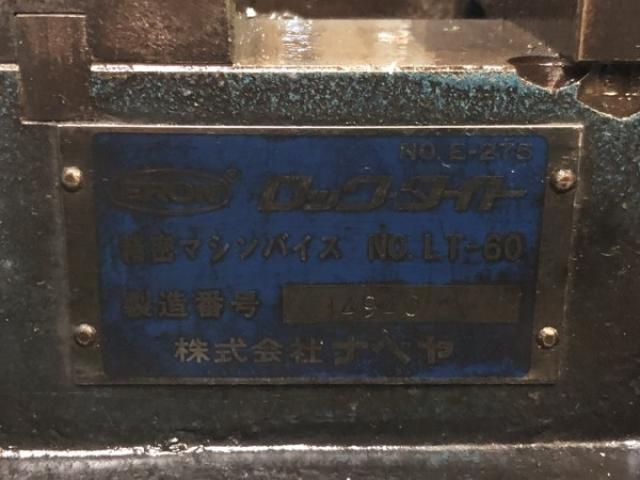 NO. E-275
ERON ロックタイト
精密マシンバイス NO. LT-60
製造番号
株式会社ナベヤ